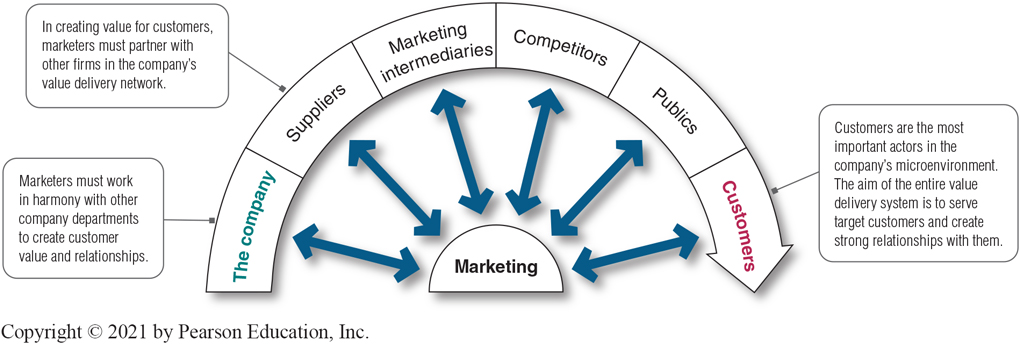 In creating value for customers,
marketers must partner with
other firms in the company's
value delivery network.
Marketers must work
in harmony with other
company departments
to create customer
value and relationships.
The company
Suppliers
Marketing
intermediaries
Competitors
Publics
Customers
Marketing
Customers are the most
important actors in the
company's microenvironment.
The aim of the entire value
delivery system is to serve
target customers and create
strong relationships with them.
Copyright © 2021 by Pearson Education, Inc.